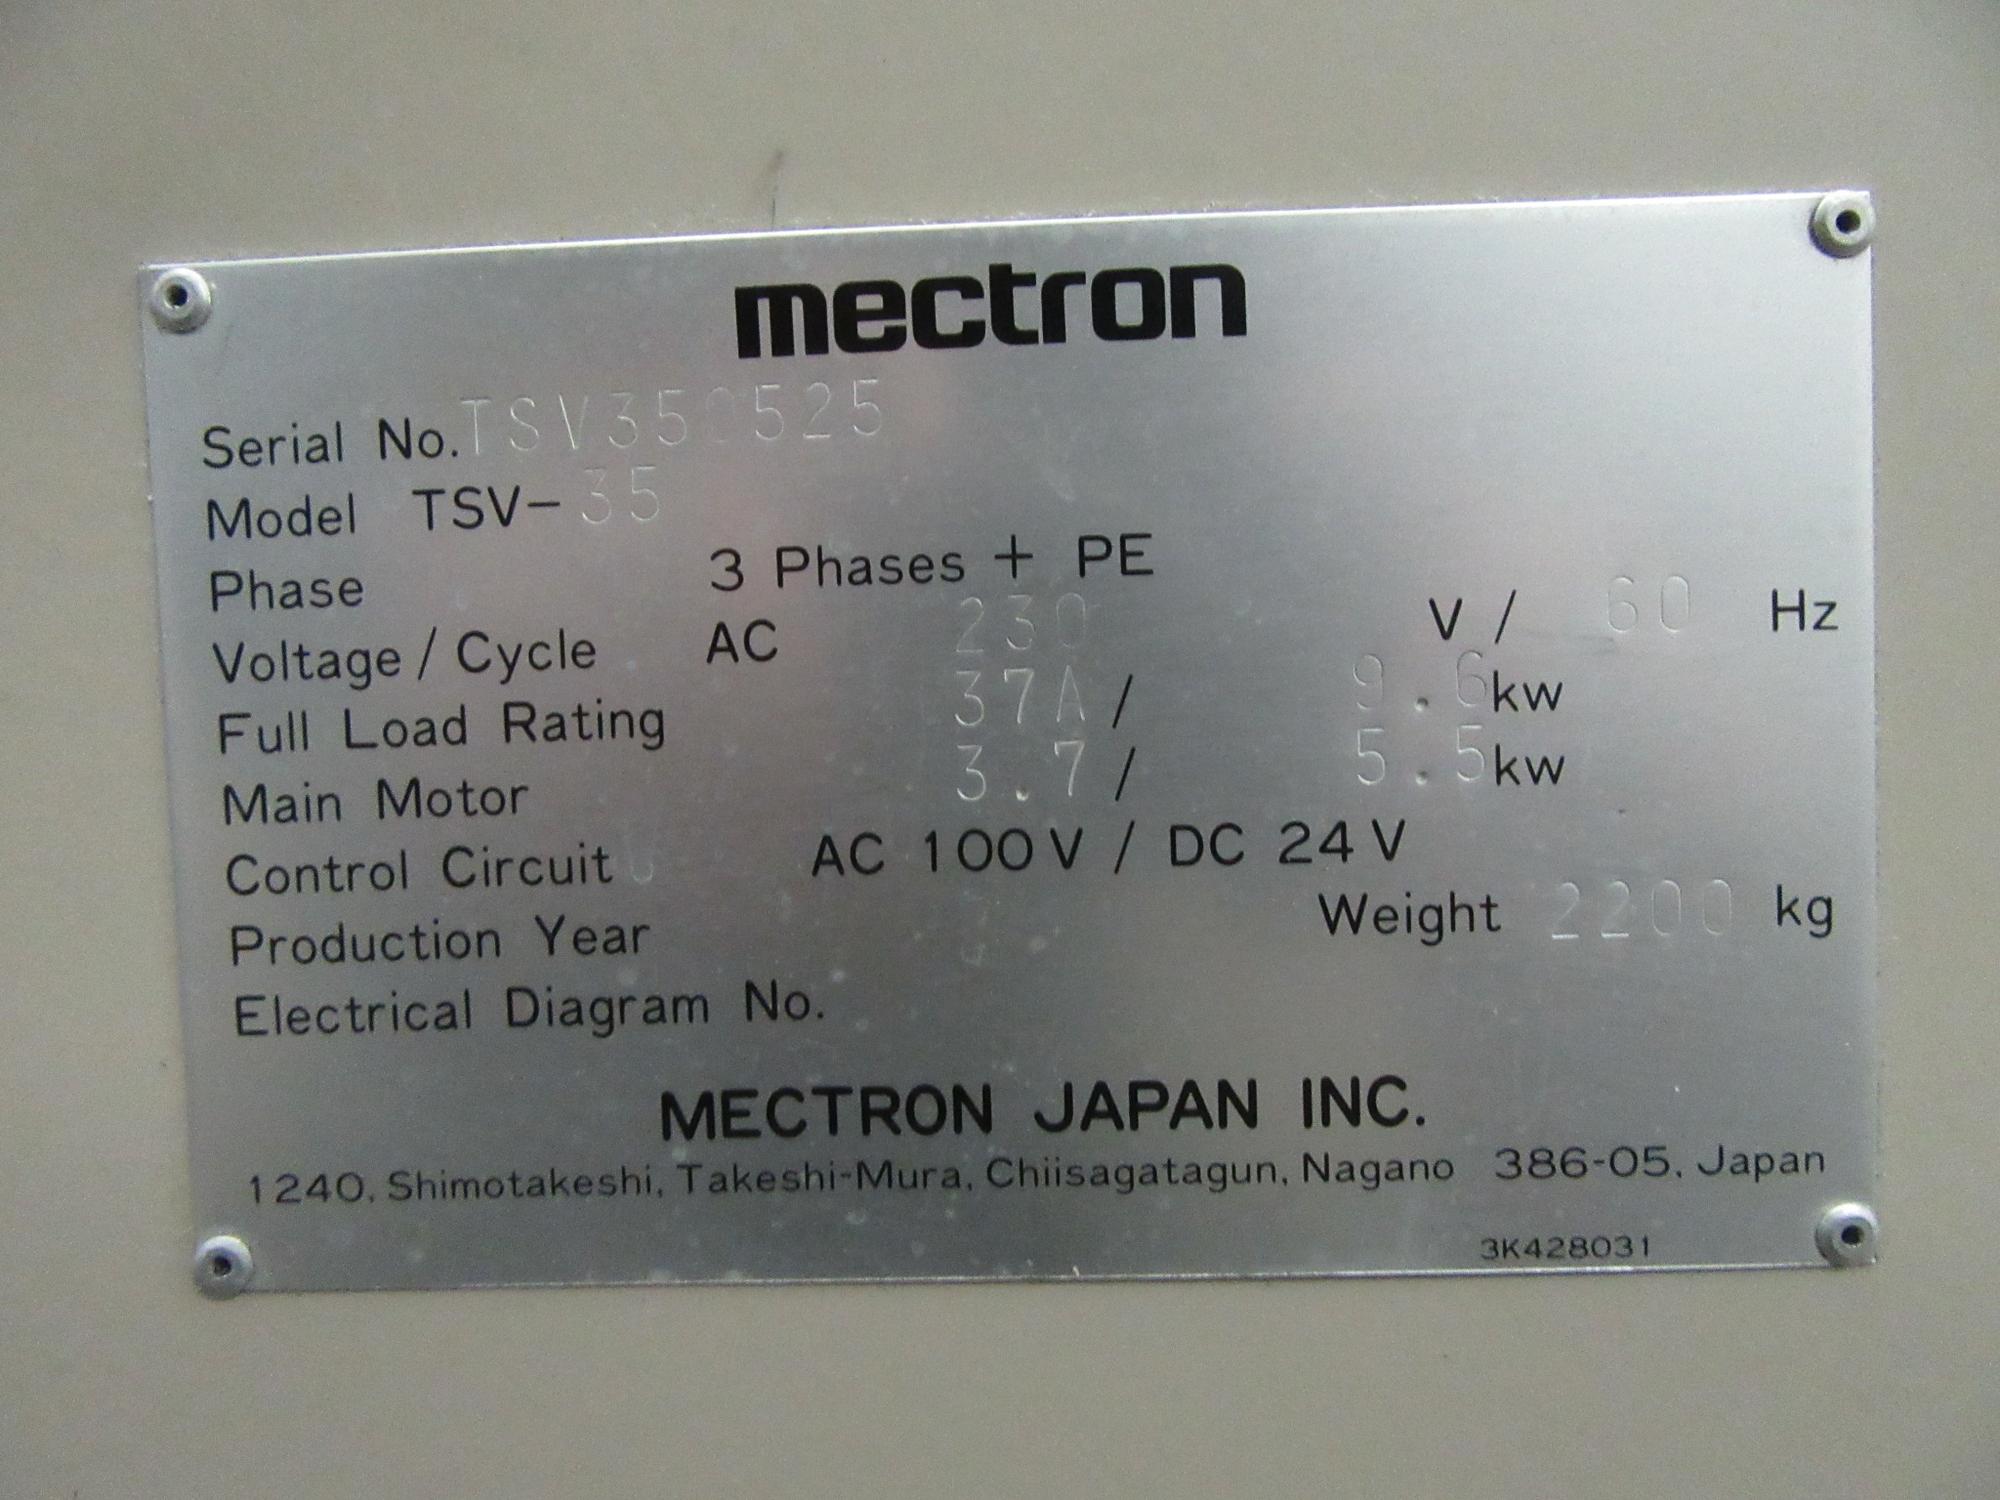 mectron
Serial No. TSV350525
Model TSV-35
Phase 3 Phases + PE
Voltage / Cycle AC 230 V / 60 Hz
Full Load Rating 37A / 9.6kw
Main Motor 3.7 / 5.5kw
Control Circuit AC 100V / DC 24V
Production Year Weight 2200 kg
Electrical Diagram No.
MECTRON JAPAN INC.
1240, Shimotakeshi, Takeshi-Mura, Chiisagatagun, Nagano 386-05, Japan
3K428031